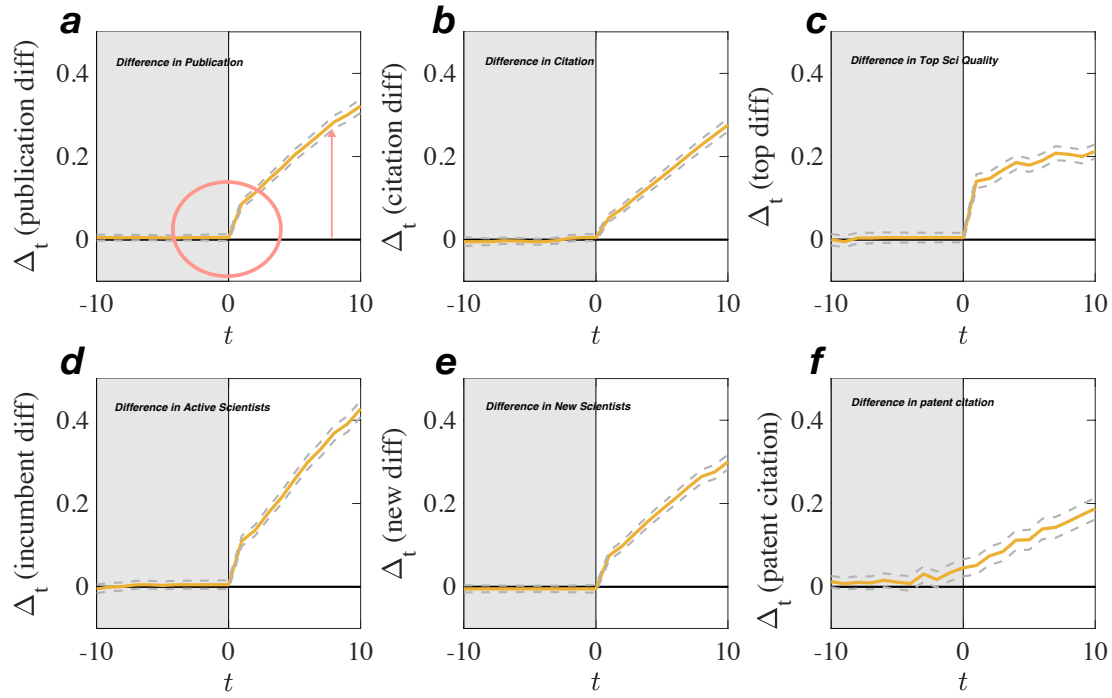 a
Difference in Publication
Δt (publication diff)
0.4
0.2
0
-10
0
10
t
b
Difference in Citation
Δt (citation diff)
0.4
0.2
0
-10
0
10
t
c
Difference in Top Sci Quality
Δt (top diff)
0.4
0.2
0
-10
0
10
t
d
Difference in Active Scientists
Δt (incumbent diff)
0.4
0.2
0
-10
0
10
t
e
Difference in New Scientists
Δt (new diff)
0.4
0.2
0
-10
0
10
t
f
Difference in patent citation
Δt (patent citation)
0.4
0.2
0
-10
0
10
t